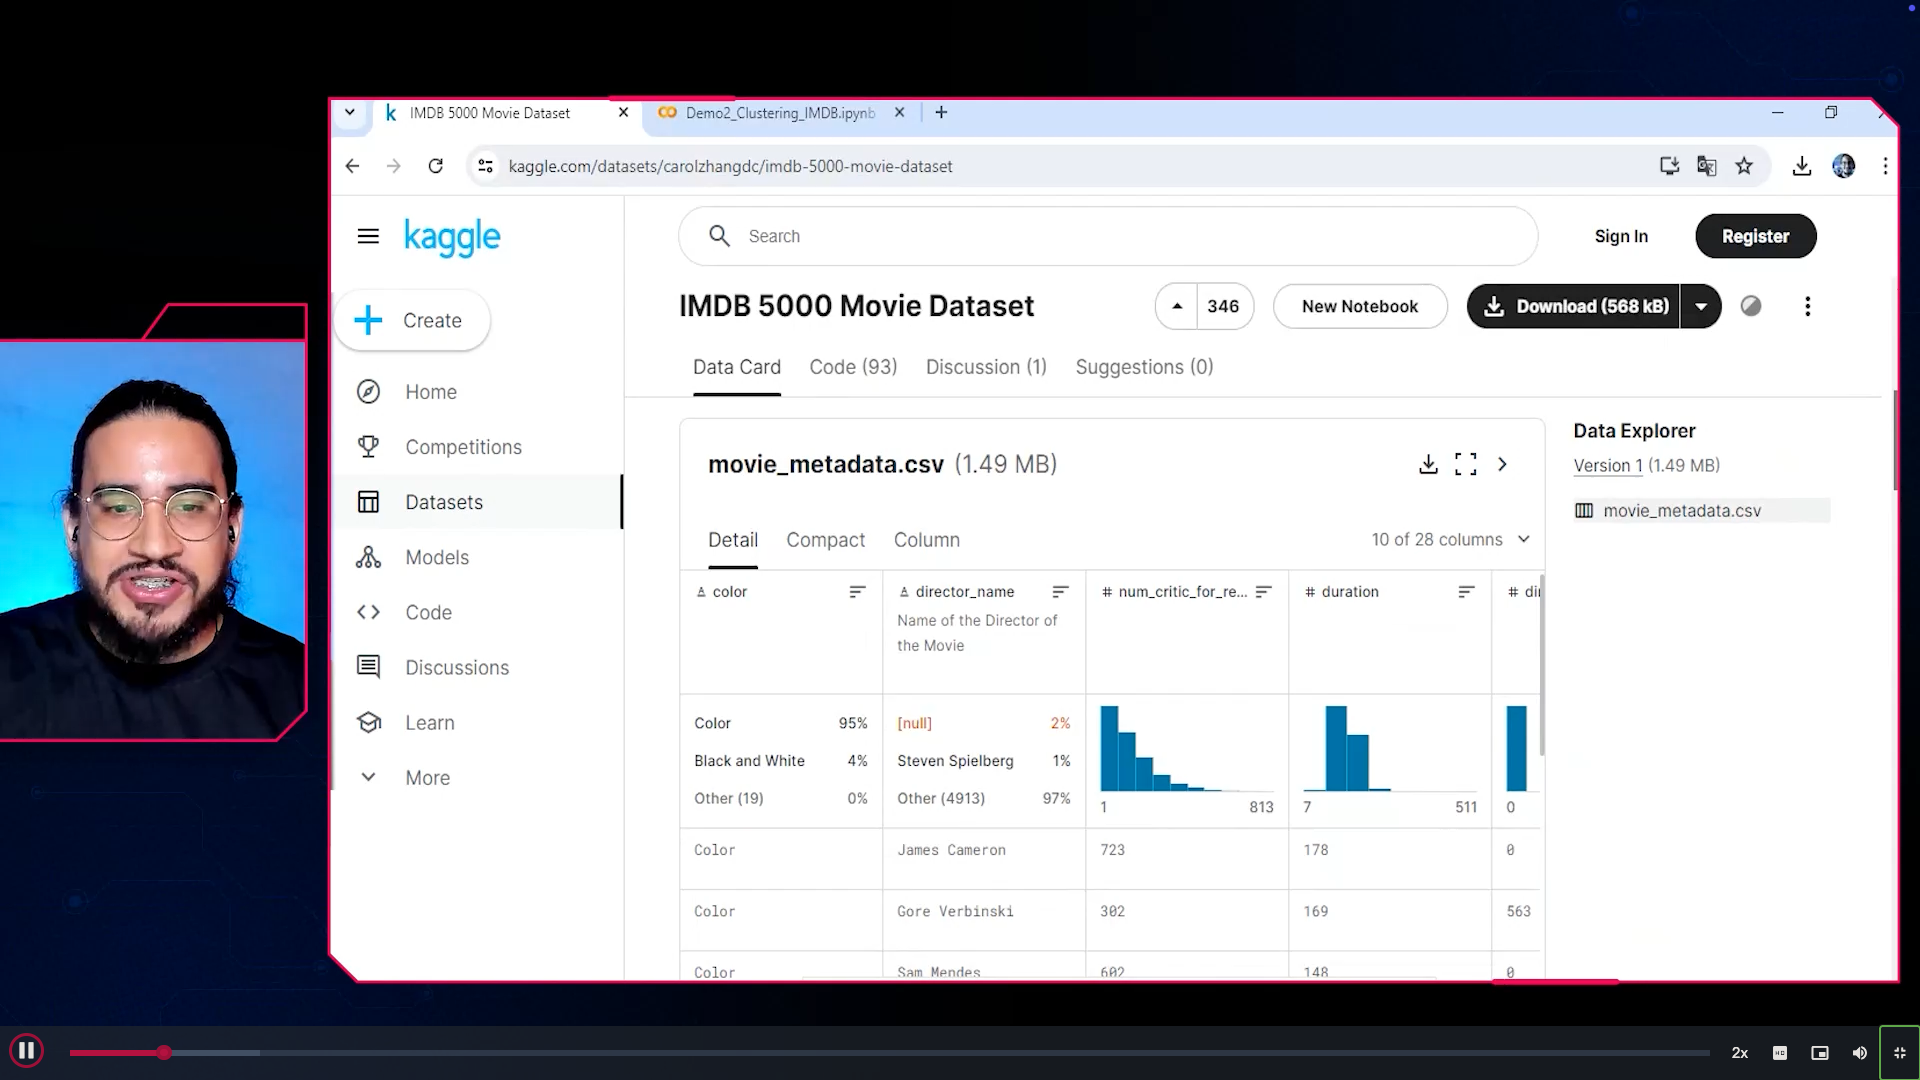 IMDB 5000 Movie Dataset
Demo2_Clustering_IMDB.ipynb
kaggle.com/datasets/carolzhangdc/imdb-5000-movie-dataset
kaggle
Search
Sign In
Register
Create
Home
Competitions
Datasets
Models
Code
Discussions
Learn
More
IMDB 5000 Movie Dataset
346
New Notebook
Download (568 kB)
Data Card
Code (93)
Discussion (1)
Suggestions (0)
movie_metadata.csv (1.49 MB)
Detail
Compact
Column
10 of 28 columns
color
director_name
# num_critic_for_re...
# duration
# dir
Name of the Director of
the Movie
Color 95%
Black and White 4%
Other (19) 0%
[null] 2%
Steven Spielberg 1%
Other (4913) 97%
1 813
7 511
0
Color James Cameron 723 178 0
Color Gore Verbinski 302 169 563
Color Sam Mendes 602 148 0
Data Explorer
Version 1 (1.49 MB)
movie_metadata.csv
2x
HD